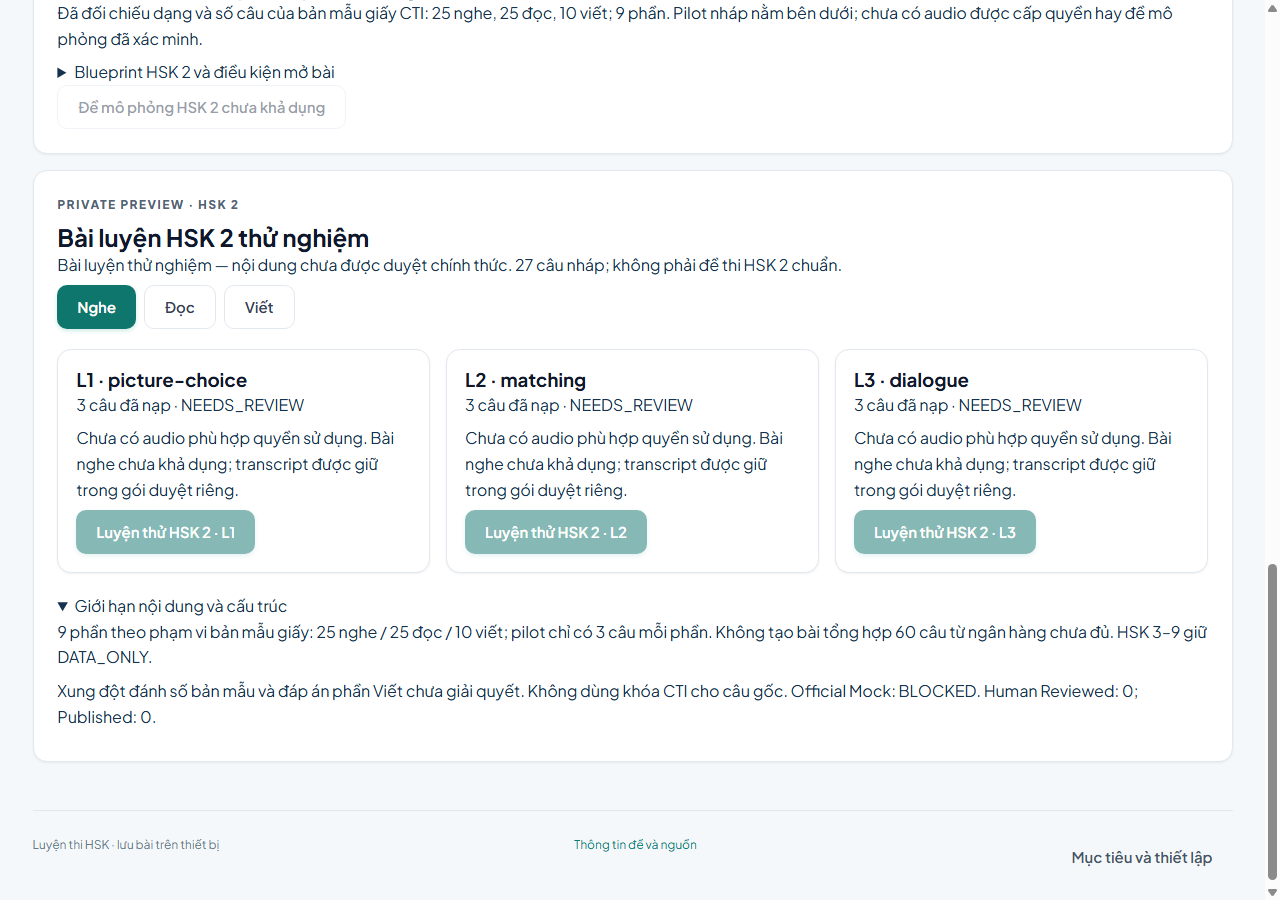 Đã đối chiếu dạng và số câu của bản mẫu giấy CTI: 25 nghe, 25 đọc, 10 viết; 9 phần. Pilot nháp nằm bên dưới; chưa có audio được cấp quyền hay đề mô
phỏng đã xác minh.
Blueprint HSK 2 và điều kiện mở bài
Đề mô phỏng HSK 2 chưa khả dụng
PRIVATE PREVIEW · HSK 2
Bài luyện HSK 2 thử nghiệm
Bài luyện thử nghiệm — nội dung chưa được duyệt chính thức. 27 câu nháp; không phải đề thi HSK 2 chuẩn.
Nghe Đọc Viết
L1 · picture-choice
3 câu đã nạp · NEEDS_REVIEW
Chưa có audio phù hợp quyền sử dụng. Bài
nghe chưa khả dụng; transcript được giữ
trong gói duyệt riêng.
Luyện thử HSK 2 · L1
L2 · matching
3 câu đã nạp · NEEDS_REVIEW
Chưa có audio phù hợp quyền sử dụng. Bài
nghe chưa khả dụng; transcript được giữ
trong gói duyệt riêng.
Luyện thử HSK 2 · L2
L3 · dialogue
3 câu đã nạp · NEEDS_REVIEW
Chưa có audio phù hợp quyền sử dụng. Bài
nghe chưa khả dụng; transcript được giữ
trong gói duyệt riêng.
Luyện thử HSK 2 · L3
Giới hạn nội dung và cấu trúc
9 phần theo phạm vi bản mẫu giấy: 25 nghe / 25 đọc / 10 viết; pilot chỉ có 3 câu mỗi phần. Không tạo bài tổng hợp 60 câu từ ngân hàng chưa đủ. HSK 3–9 giữ
DATA_ONLY.
Xung đột đánh số bản mẫu và đáp án phần Viết chưa giải quyết. Không dùng khóa CTI cho câu gốc. Official Mock: BLOCKED. Human Reviewed: 0;
Published: 0.
Luyện thi HSK · lưu bài trên thiết bị
Thông tin đề và nguồn
Mục tiêu và thiết lập